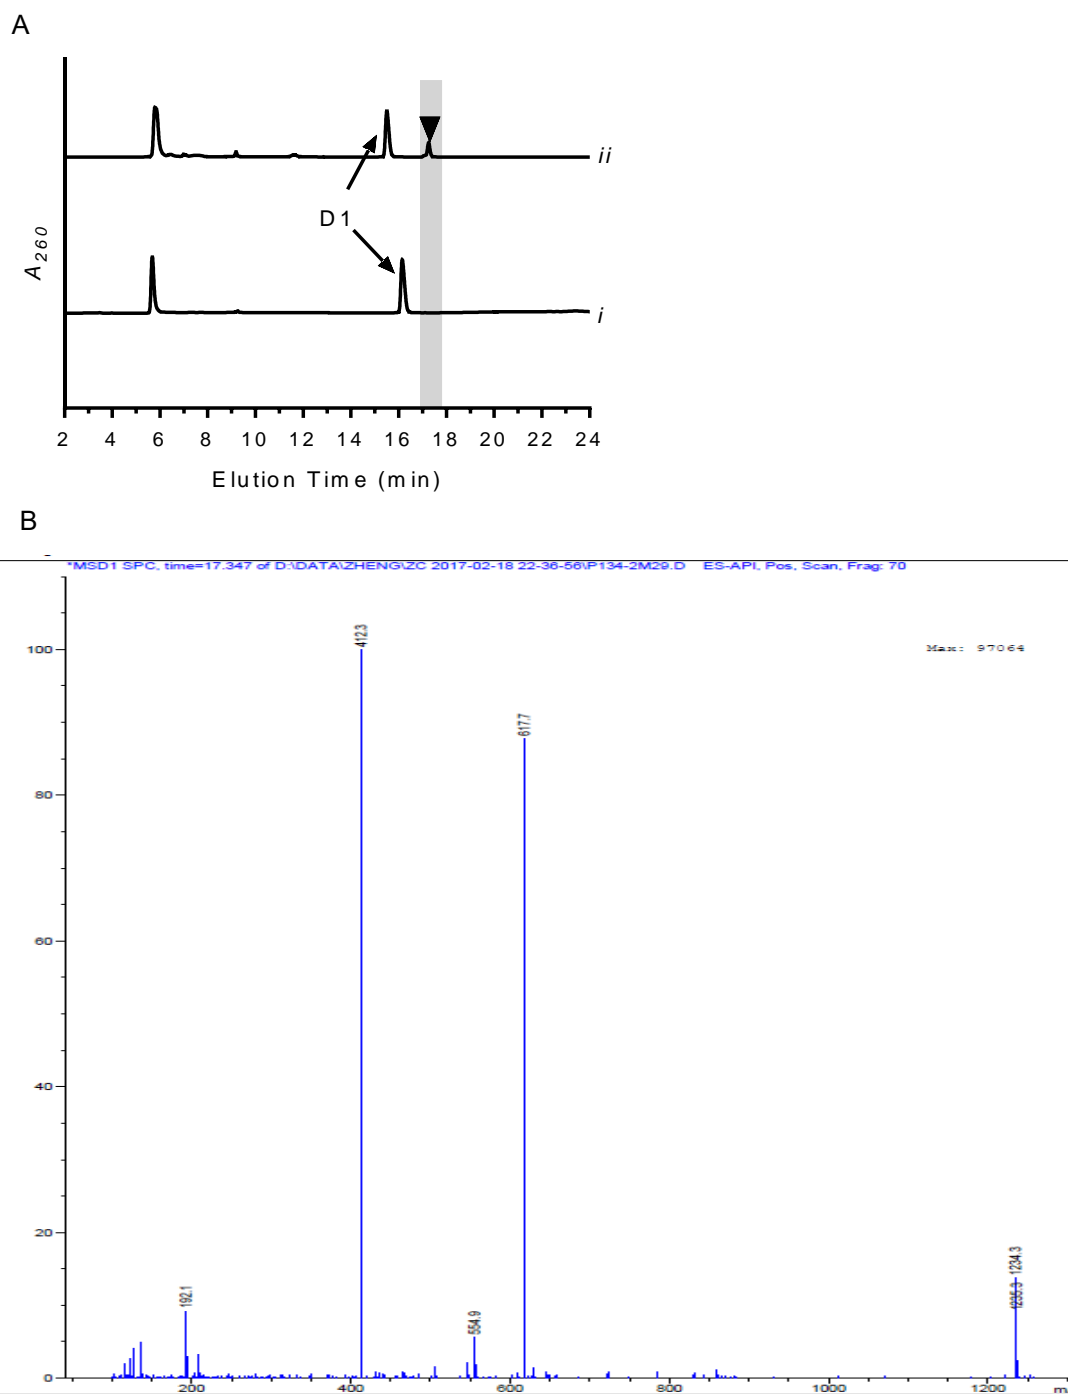 A
ii
D1
A260
i
2 4 6 8 10 12 14 16 18 20 22 24
Elution Time (min)
B
*MSD1 SPC, time=17.347 of D:\DATA\ZHENG\ZC 2017-02-18 22-36-56\P134-2M29.D ES-API, Pos, Scan, Frag: 70
412.3
100
Max: 97064
617.7
80
60
40
20
1234.3
1235.3
192.1
554.9
0
200 400 600 800 1000 1200 m